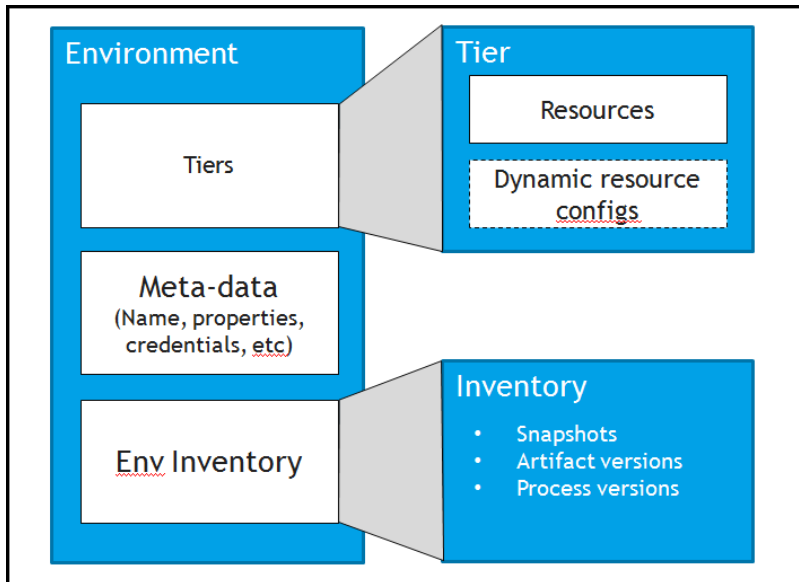 Environment
Tiers
Meta-data
(Name, properties,
credentials, etc)
Env Inventory
Tier
Resources
Dynamic resource
configs
Inventory
• Snapshots
• Artifact versions
• Process versions